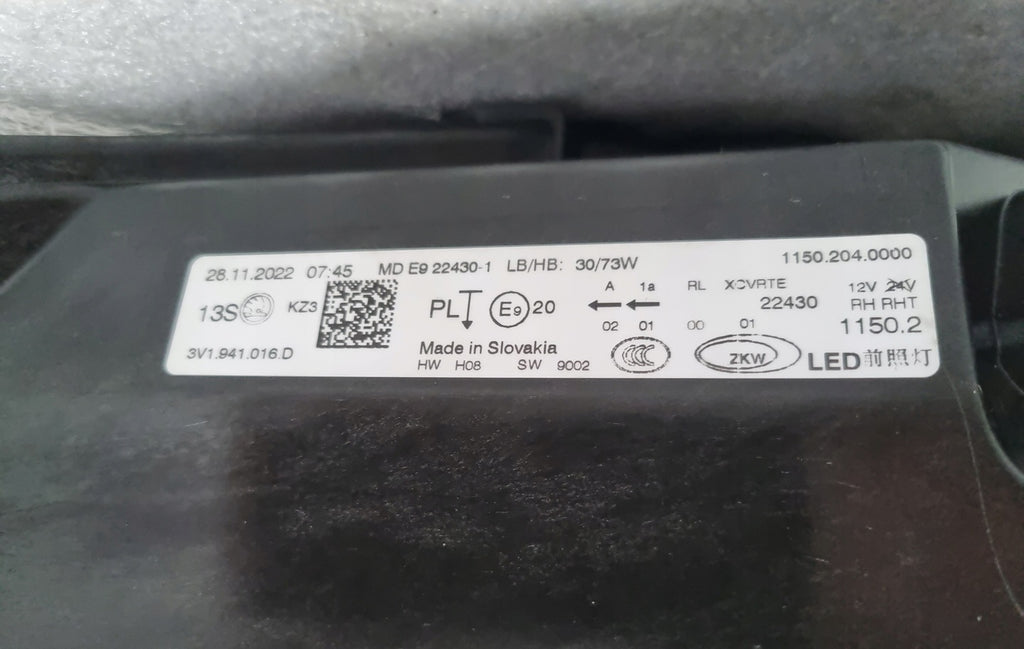 28.11.2022 07:45 MD E9 22430-1 LB/HB: 30/73W 1150.204.0000
A 1a RL XCVRTE 12V 24V
13S KZ3 PL E9 20 22430 RH RHT
02 01 00 01 1150.2
3V1.941.016.D Made in Slovakia CCC ZKW LED前照灯
HW H08 SW 9002